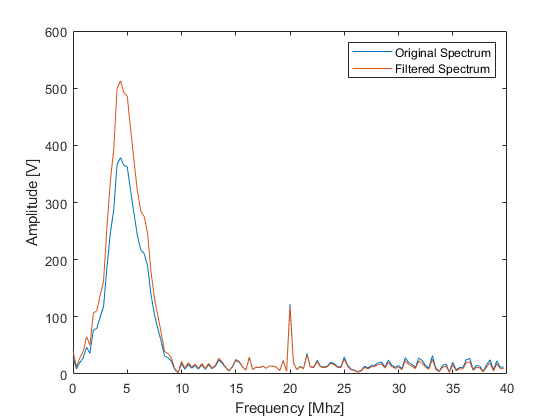 600
500
400
300
200
100
0
Amplitude [V]
Original Spectrum
Filtered Spectrum
0 5 10 15 20 25 30 35 40
Frequency [Mhz]